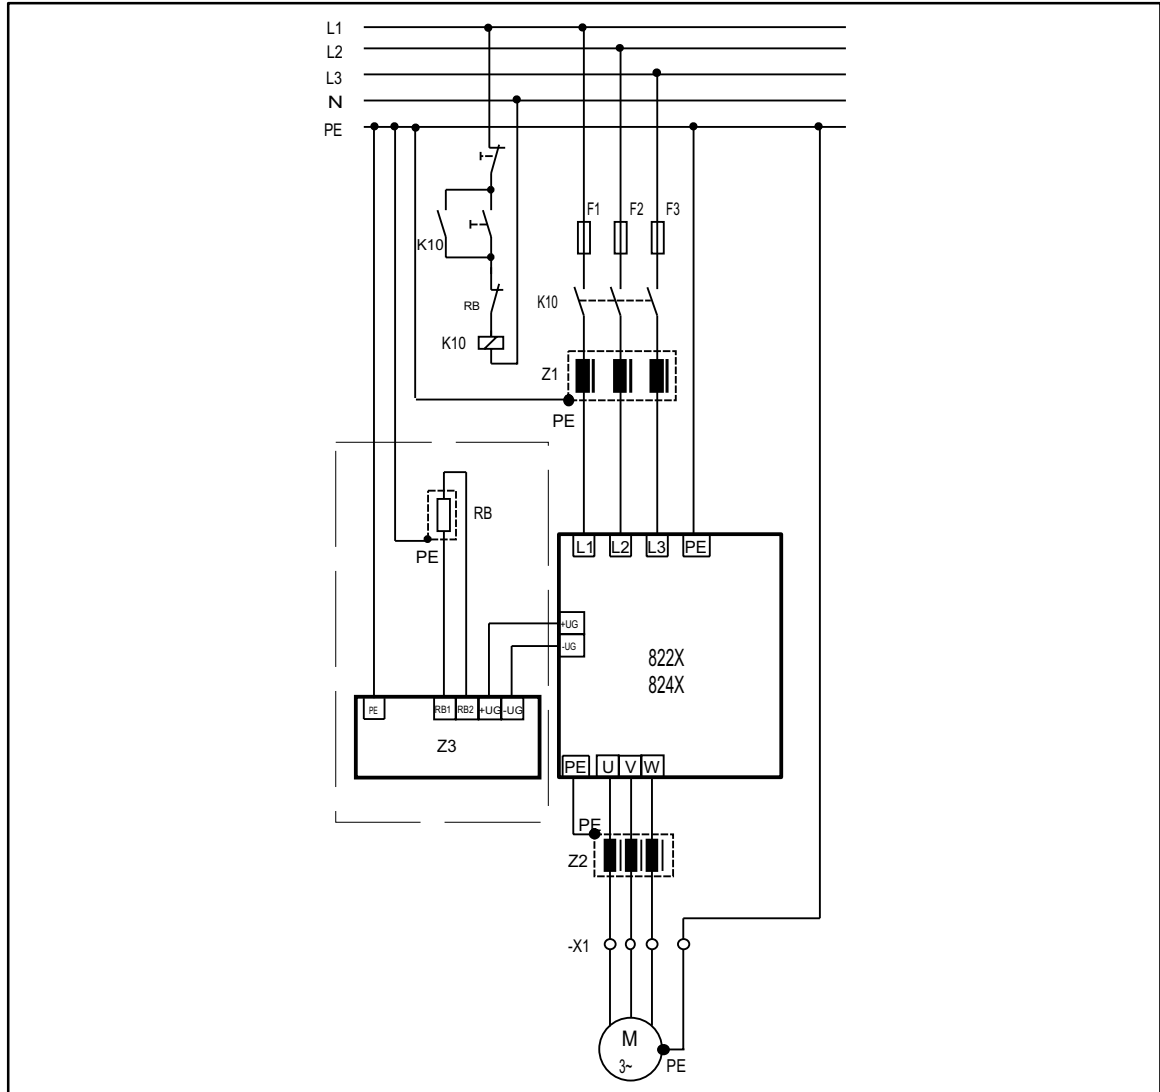 L1
L2
L3
N
PE
F1 F2 F3
K10
RB
K10
K10
Z1
PE
RB
PE
L1 L2 L3 PE
+UG
-UG
822X
824X
PE RB1 RB2 +UG -UG
Z3
PE U V W
PE
Z2
-X1
M
3~
PE